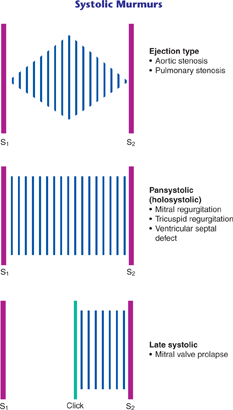 Systolic Murmurs
Ejection type
• Aortic stenosis
• Pulmonary stenosis
S1 S2
Pansystolic
(holosystolic)
• Mitral regurgitation
• Tricuspid regurgitation
• Ventricular septal
defect
S1 S2
Late systolic
• Mitral valve prolapse
S1 Click S2